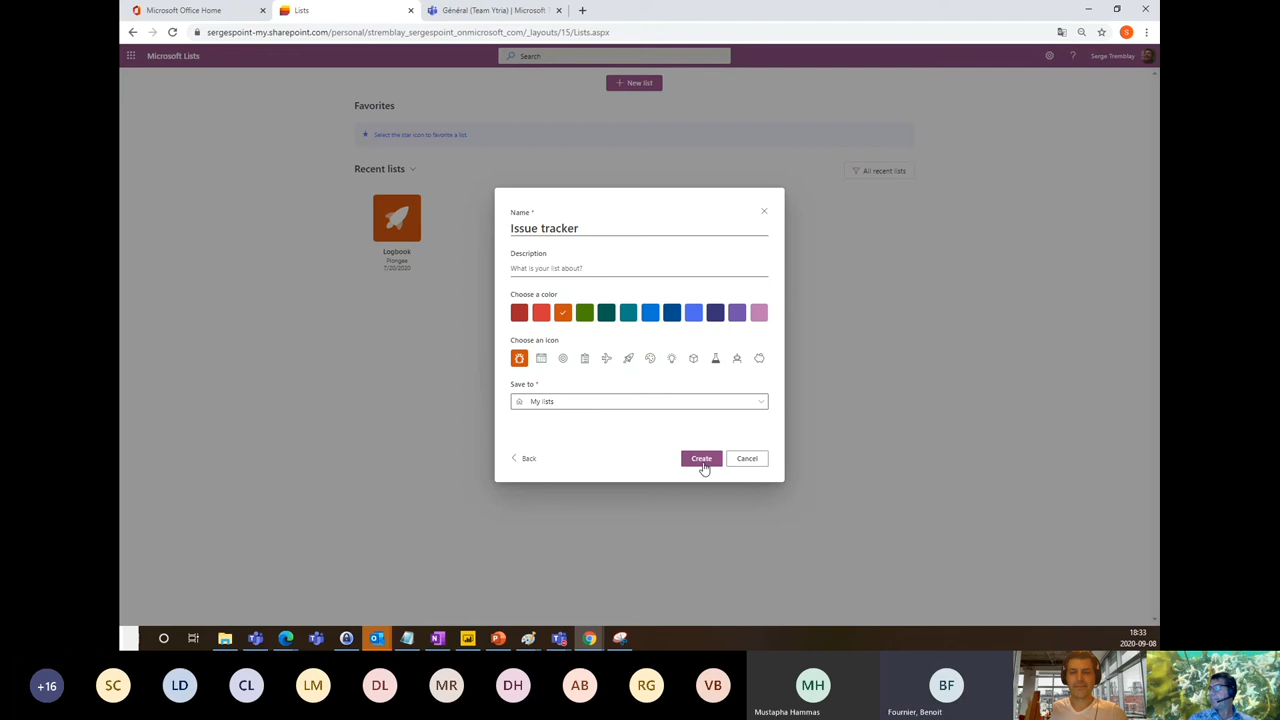 Microsoft Office Home
Lists
Général (Team Ytria) | Microsoft
sergespoint-my.sharepoint.com/personal/stremblay_sergespoint_onmicrosoft_com/_layouts/15/Lists.aspx
S
Microsoft Lists
Search
?
Serge Tremblay
+ New list
Favorites
Select the star icon to favorite a list
Recent lists
All recent lists
Logbook
Plongée
7/20/2020
Name *
Issue tracker
Description
What is your list about?
Choose a color
Choose an icon
Save to *
My lists
Back
Create
Cancel
18:33
2020-09-08
+16
SC
LD
CL
LM
DL
MR
DH
AB
RG
VB
MH
BF
Mustapha Hammas
Fournier, Benoit